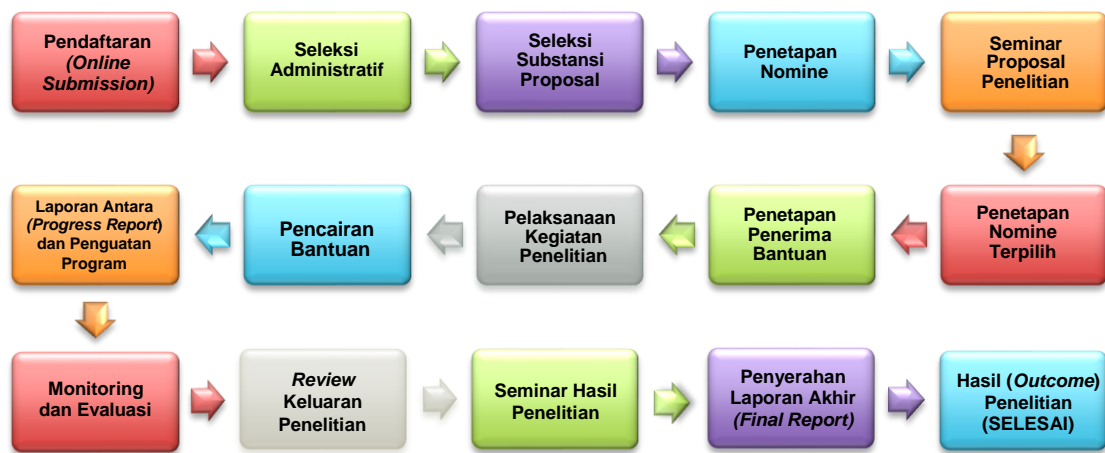 Pendaftaran
(Online
Submission)
Seleksi
Administratif
Seleksi
Substansi
Proposal
Penetapan
Nomine
Seminar
Proposal
Penelitian
Penetapan
Nomine
Terpilih
Penetapan
Penerima
Bantuan
Pelaksanaan
Kegiatan
Penelitian
Pencairan
Bantuan
Laporan Antara
(Progress Report)
dan Penguatan
Program
Monitoring
dan Evaluasi
Review
Keluaran
Penelitian
Seminar Hasil
Penelitian
Penyerahan
Laporan Akhir
(Final Report)
Hasil (Outcome)
Penelitian
(SELESAI)